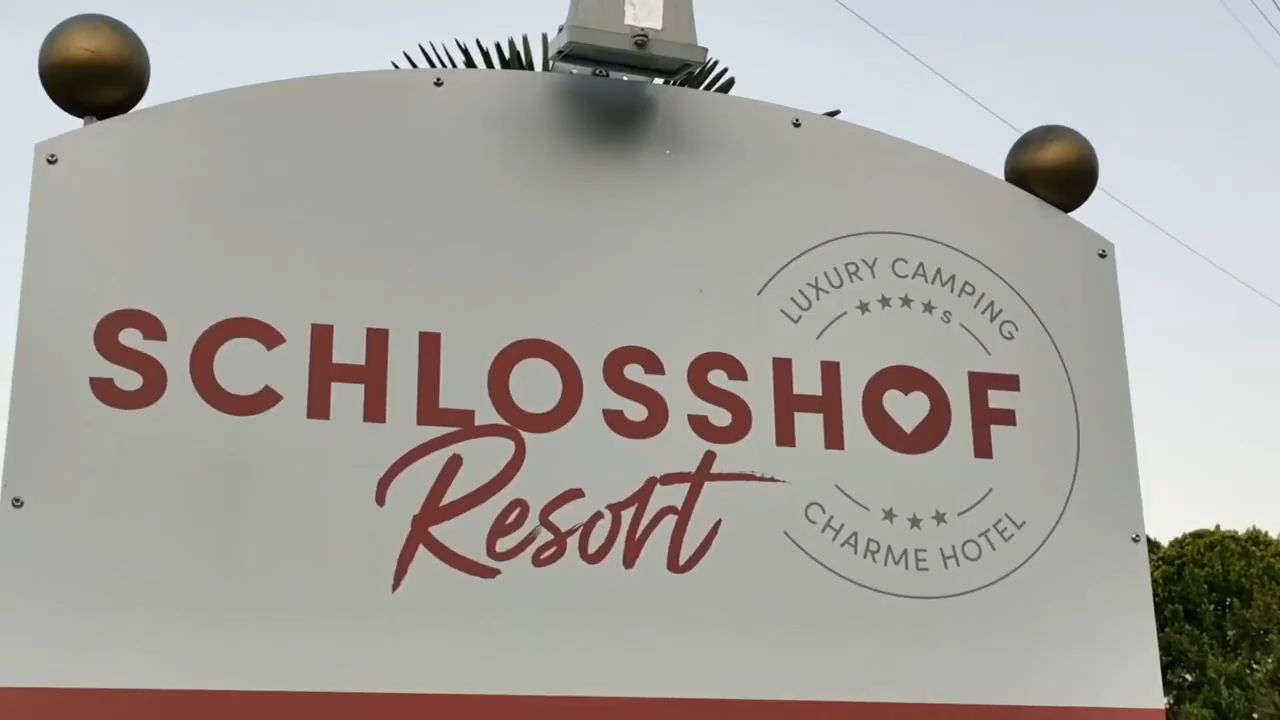 LUXURY CAMPING
★★★★s
SCHLOSSHOF
Resort
★★★
CHARME HOTEL